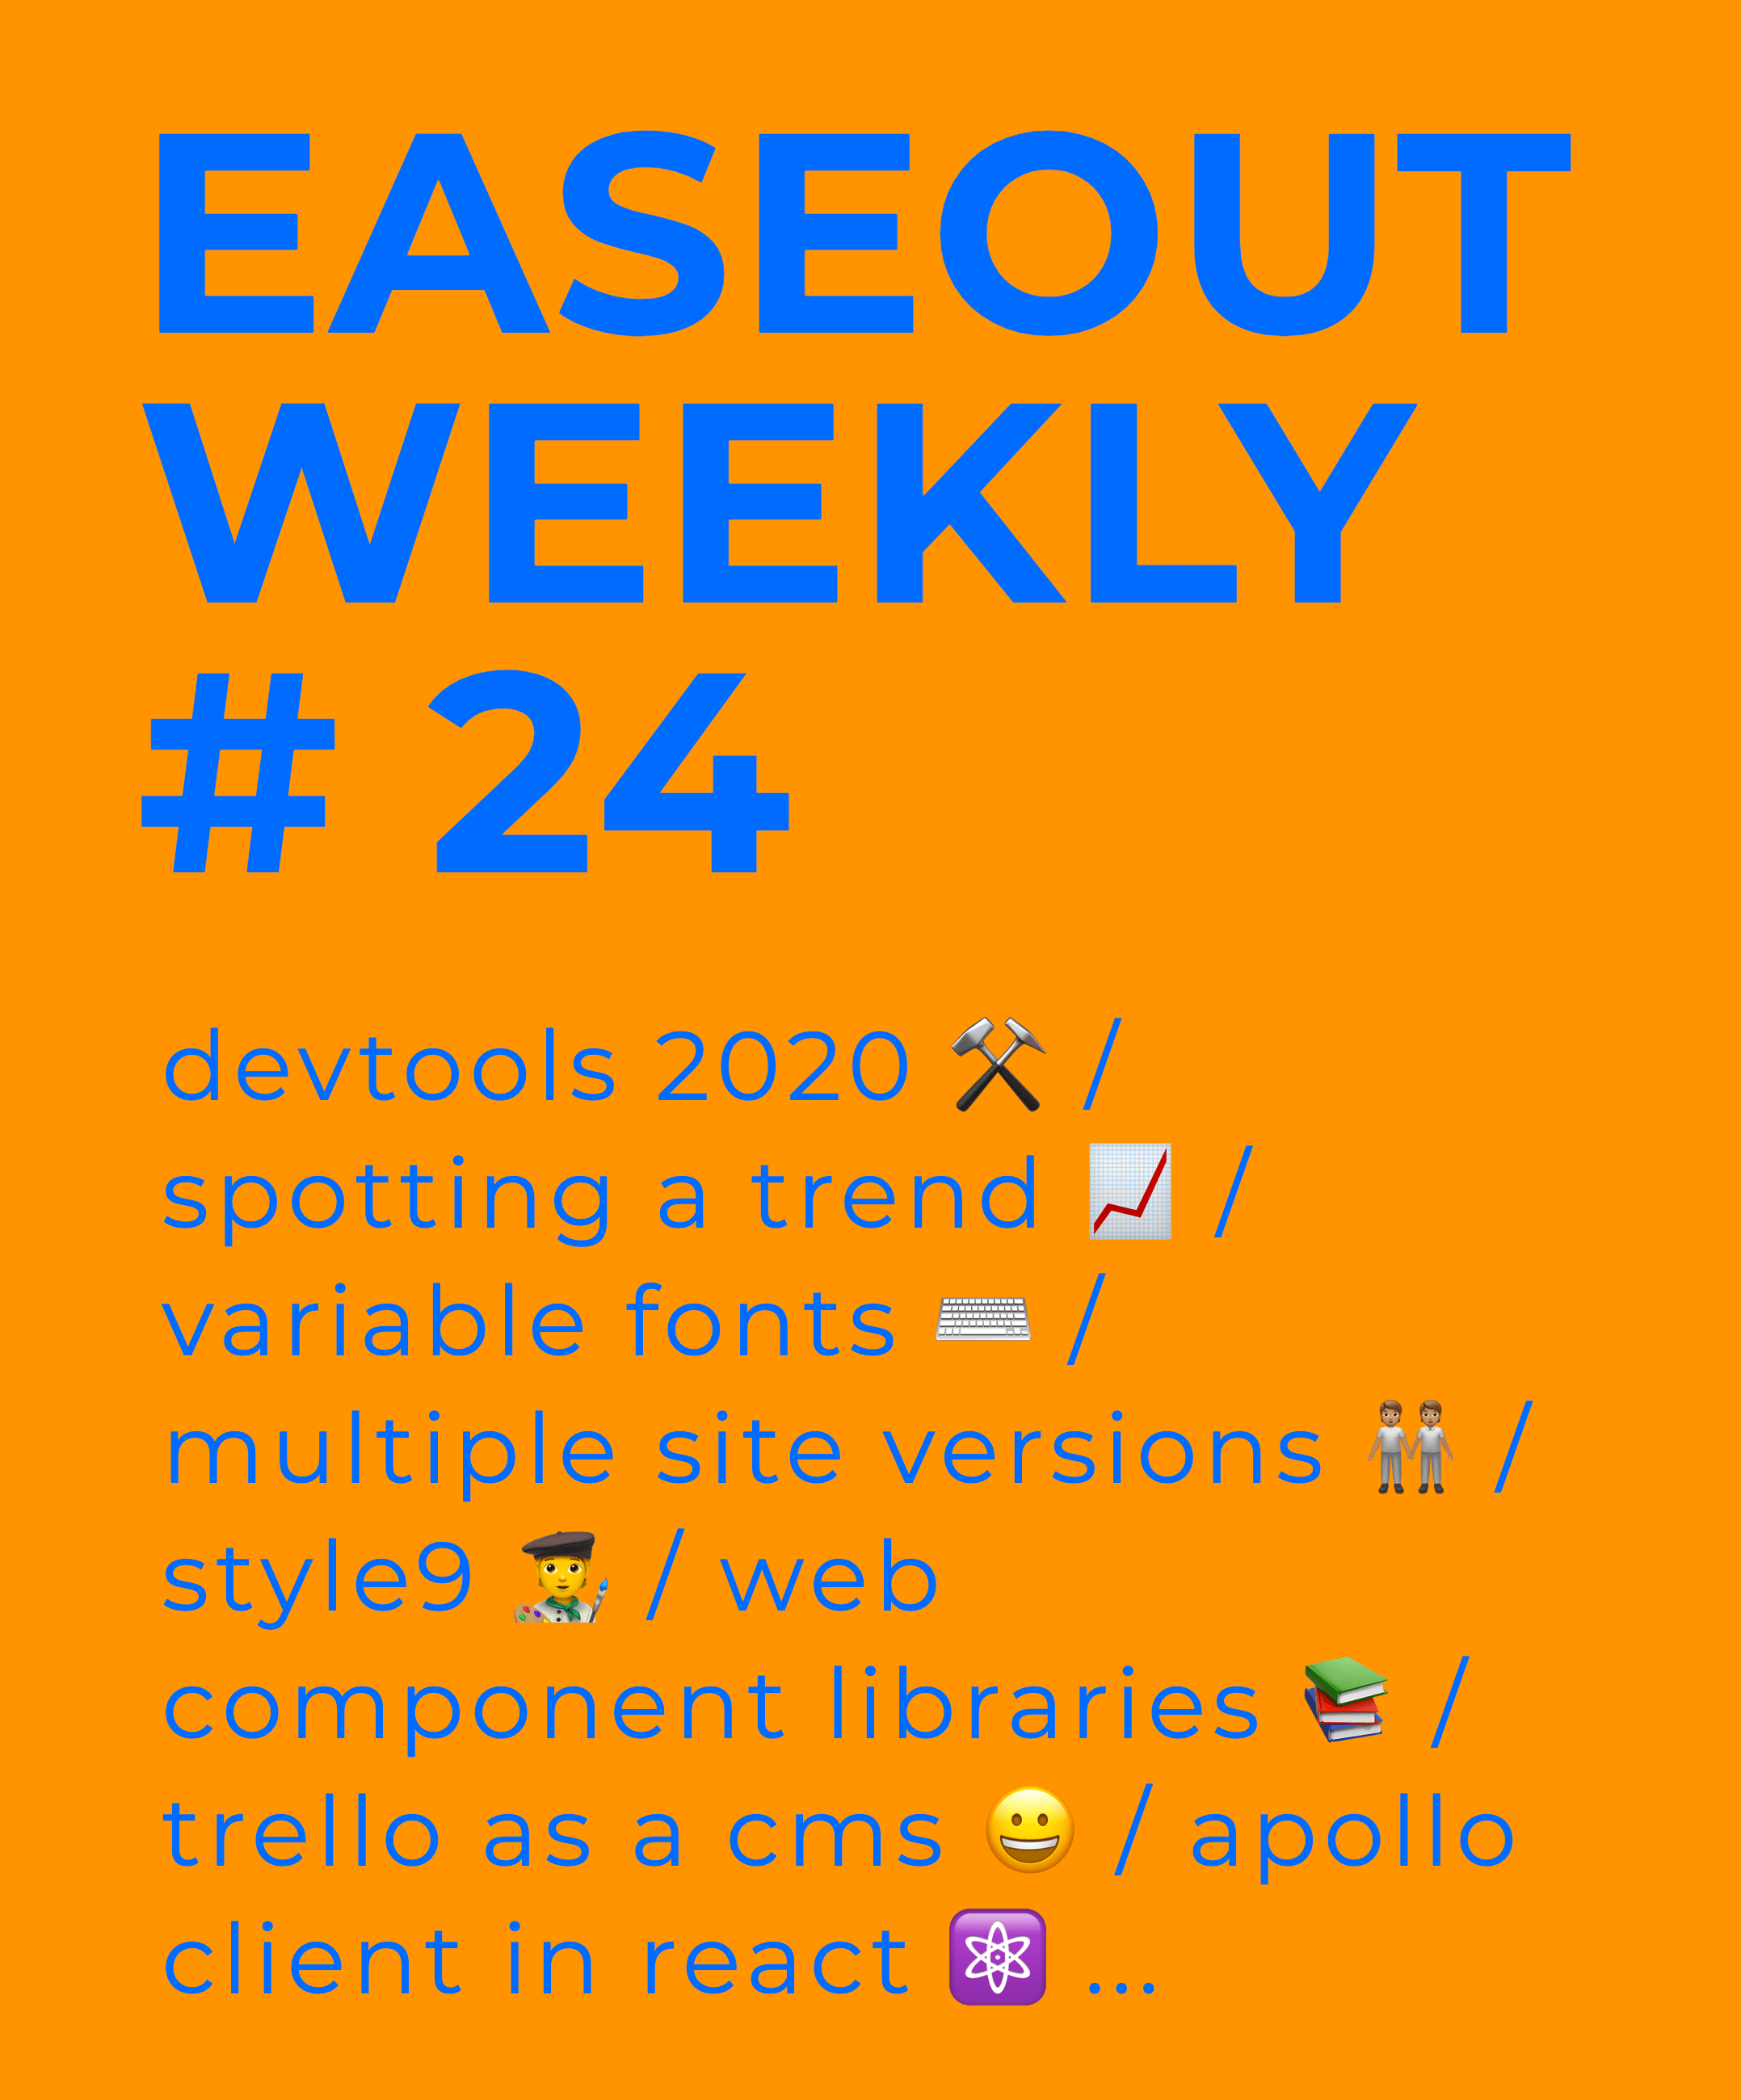 EASEOUT
WEEKLY
# 24
devtools 2020 ⚒️ /
spotting a trend 📈 /
variable fonts ⌨️ /
multiple site versions 🧑🏽‍🤝‍🧑🏽 /
style9 🧑‍🎨 / web
component libraries 📚 /
trello as a cms 😀 / apollo
client in react ⚛️ ...